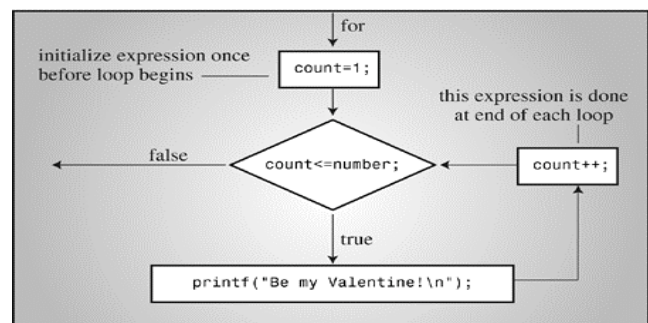 for
initialize expression once
before loop begins
count=1;
this expression is done
at end of each loop
false
count<=number;
count++;
true
printf("Be my Valentine!\n");